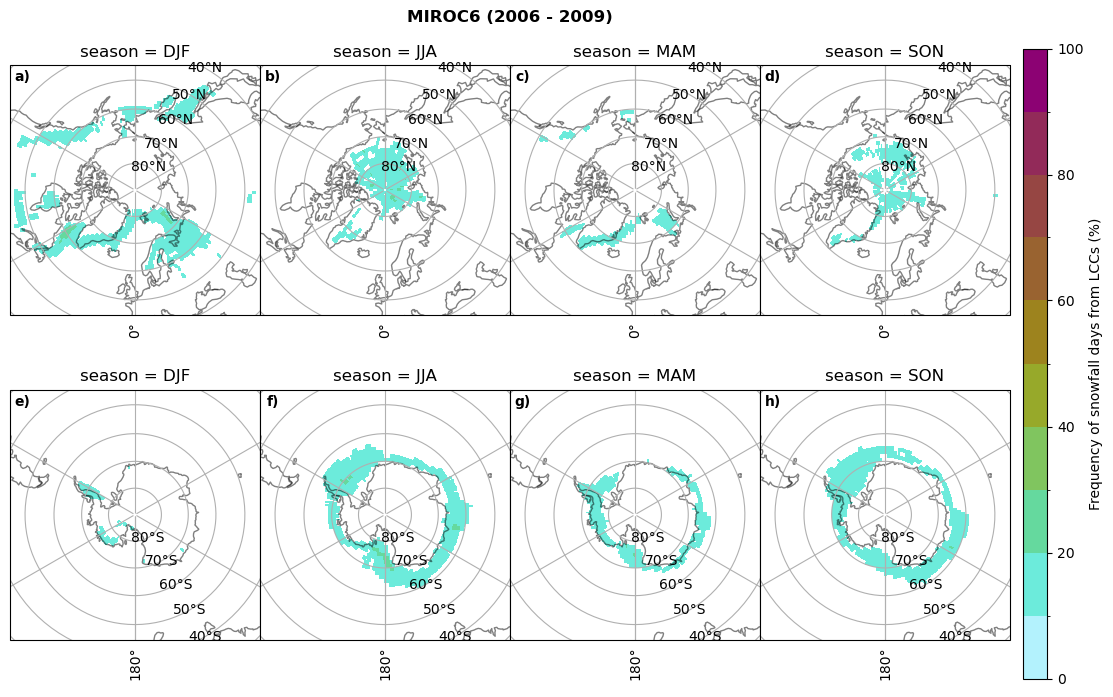 MIROC6 (2006 - 2009)
season = DJF
season = JJA
season = MAM
season = SON
a)
40°N
50°N
60°N
70°N
80°N
0°
b)
40°N
50°N
60°N
70°N
80°N
0°
c)
40°N
50°N
60°N
70°N
80°N
0°
d)
40°N
50°N
60°N
70°N
80°N
0°
season = DJF
season = JJA
season = MAM
season = SON
e)
80°S
70°S
60°S
50°S
40°S
180°
f)
80°S
70°S
60°S
50°S
40°S
180°
g)
80°S
70°S
60°S
50°S
40°S
180°
h)
80°S
70°S
60°S
50°S
40°S
180°
100
80
60
40
20
0
Frequency of snowfall days from LCCs (%)